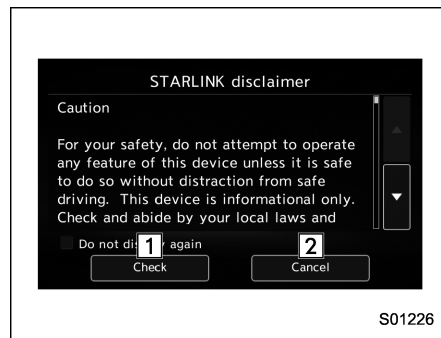 STARLINK disclaimer
Caution
For your safety, do not attempt to operate
any feature of this device unless it is safe
to do so without distraction from safe
driving. This device is informational only.
Check and abide by your local laws and
Do not again
1
2
Check
Cancel
S01226